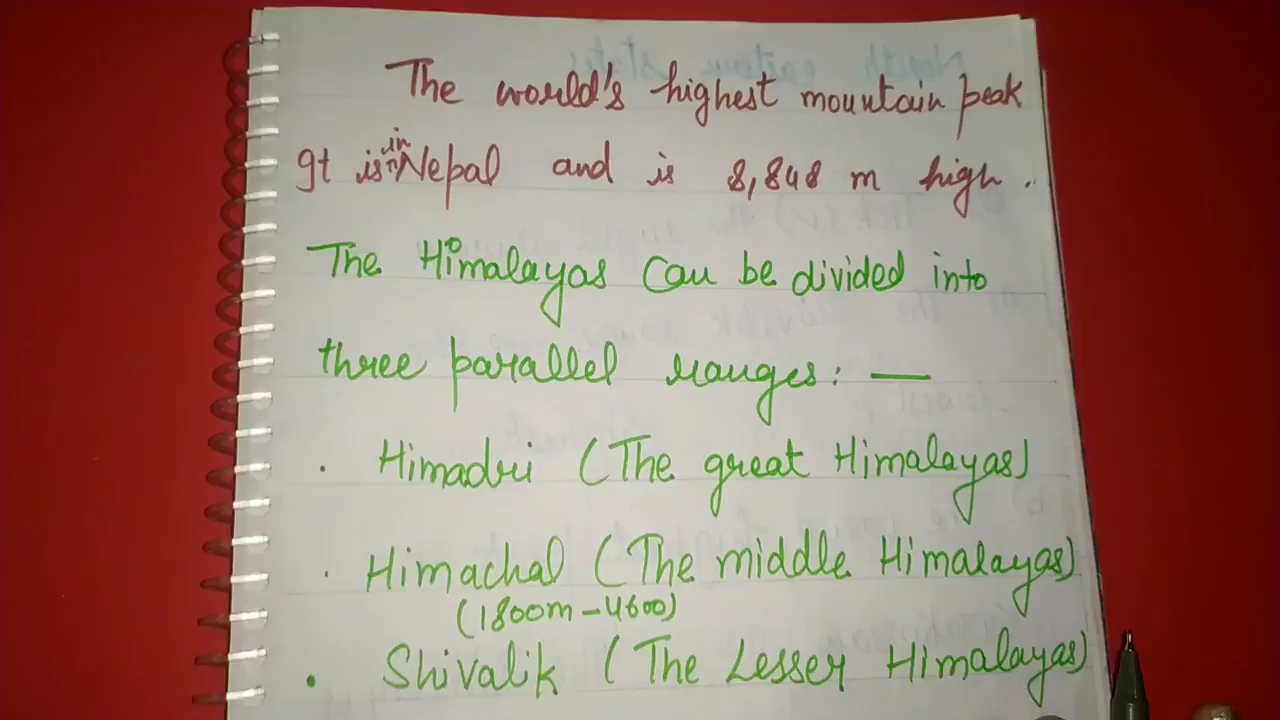 The world's highest mountain peak
It is in Nepal and is 8,848 m high.
The Himalayas can be divided into
three parallel ranges: —
· Himadri (The great Himalayas)
· Himachal (The middle Himalayas)
(1800m - 4600)
• Shivalik (The Lesser Himalayas)